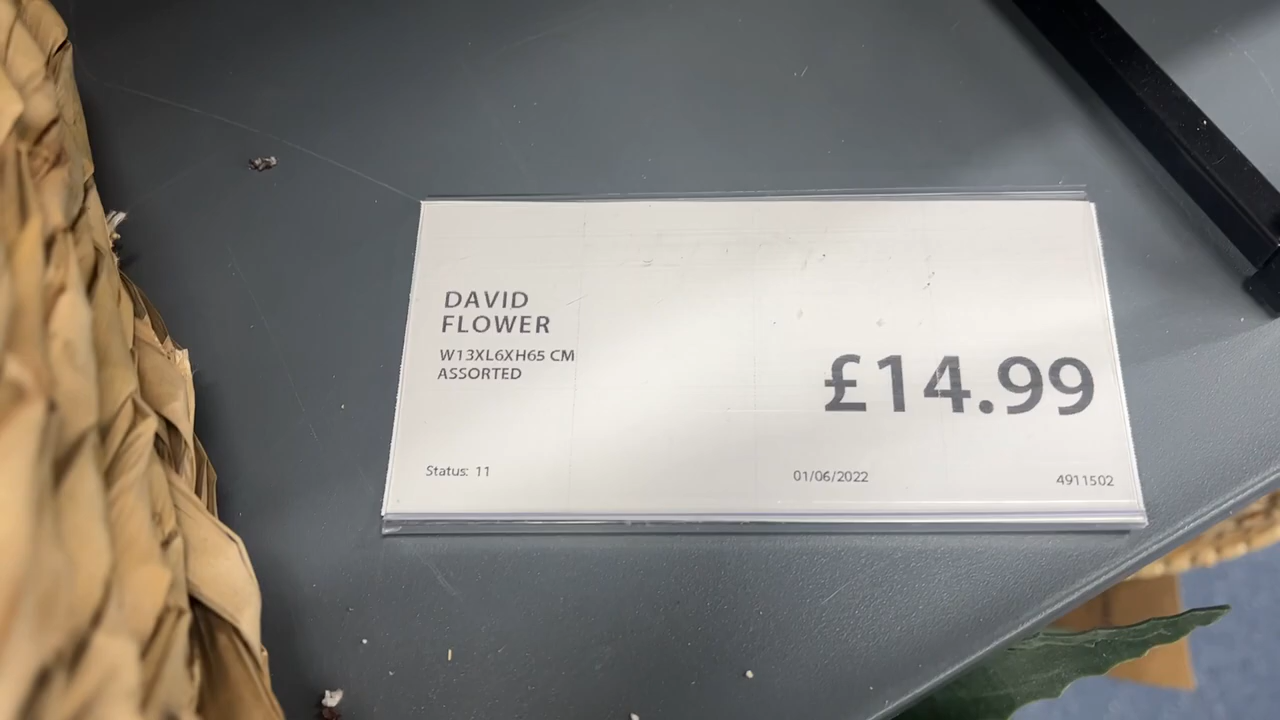 DAVID
FLOWER
W13XL6XH65 CM
ASSORTED
£14.99
Status: 11
01/06/2022
4911502